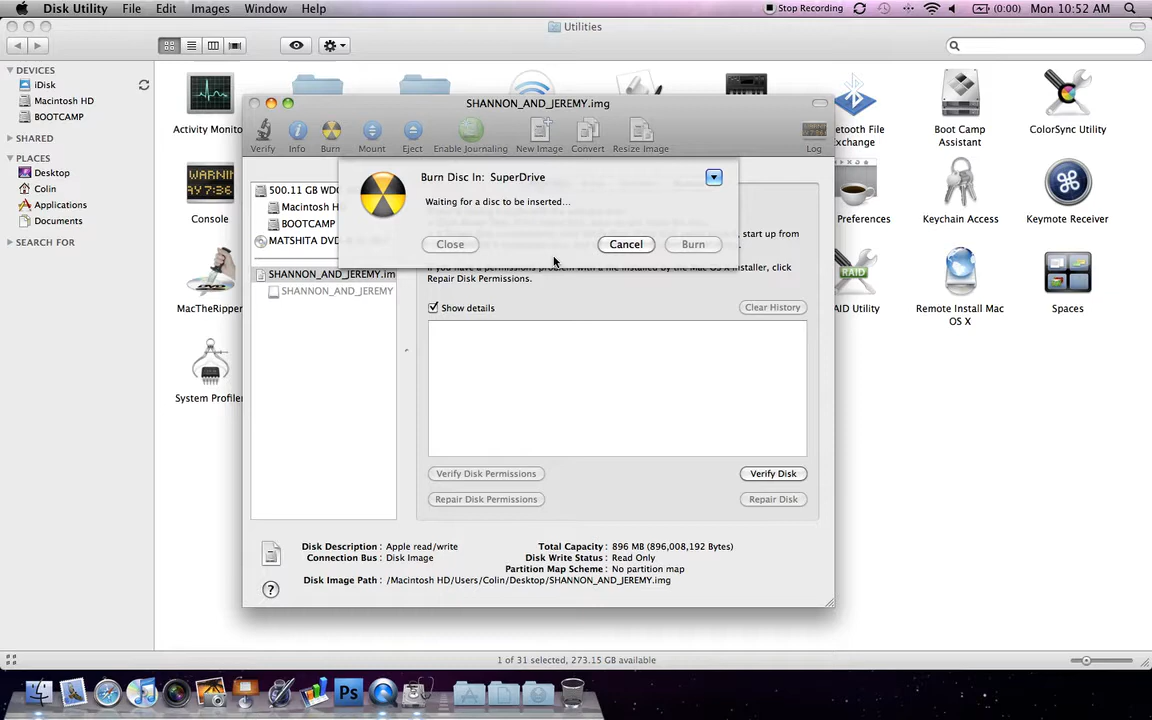 Disk Utility File Edit Images Window Help
Stop Recording (0:00) Mon 10:52 AM
Utilities
DEVICES
iDisk
Macintosh HD
BOOTCAMP
SHARED
PLACES
Desktop
Colin
Applications
Documents
SEARCH FOR
Activity Monito
Console
MacTheRipper
System Profiler
etooth File
xchange
Boot Camp
Assistant
ColorSync Utility
Preferences
Keychain Access
Keymote Receiver
AID Utility
RAID
Remote Install Mac
OS X
Spaces
SHANNON_AND_JEREMY.img
Verify Info Burn Mount Eject Enable Journaling New Image Convert Resize Image Log
500.11 GB WDC
Macintosh H
BOOTCAMP
MATSHITA DVD
SHANNON_AND_JEREMY.im
SHANNON_AND_JEREMY
Burn Disc In: SuperDrive
Waiting for a disc to be inserted...
Close Cancel Burn
, start up from
If you have a permissions problem with a file installed by the Mac OS X installer, click
Repair Disk Permissions.
Show details Clear History
Verify Disk Permissions Verify Disk
Repair Disk Permissions Repair Disk
Disk Description : Apple read/write
Connection Bus : Disk Image
Total Capacity : 896 MB (896,008,192 Bytes)
Disk Write Status : Read Only
Partition Map Scheme : No partition map
Disk Image Path : /Macintosh HD/Users/Colin/Desktop/SHANNON_AND_JEREMY.img
1 of 31 selected, 273.15 GB available
Ps